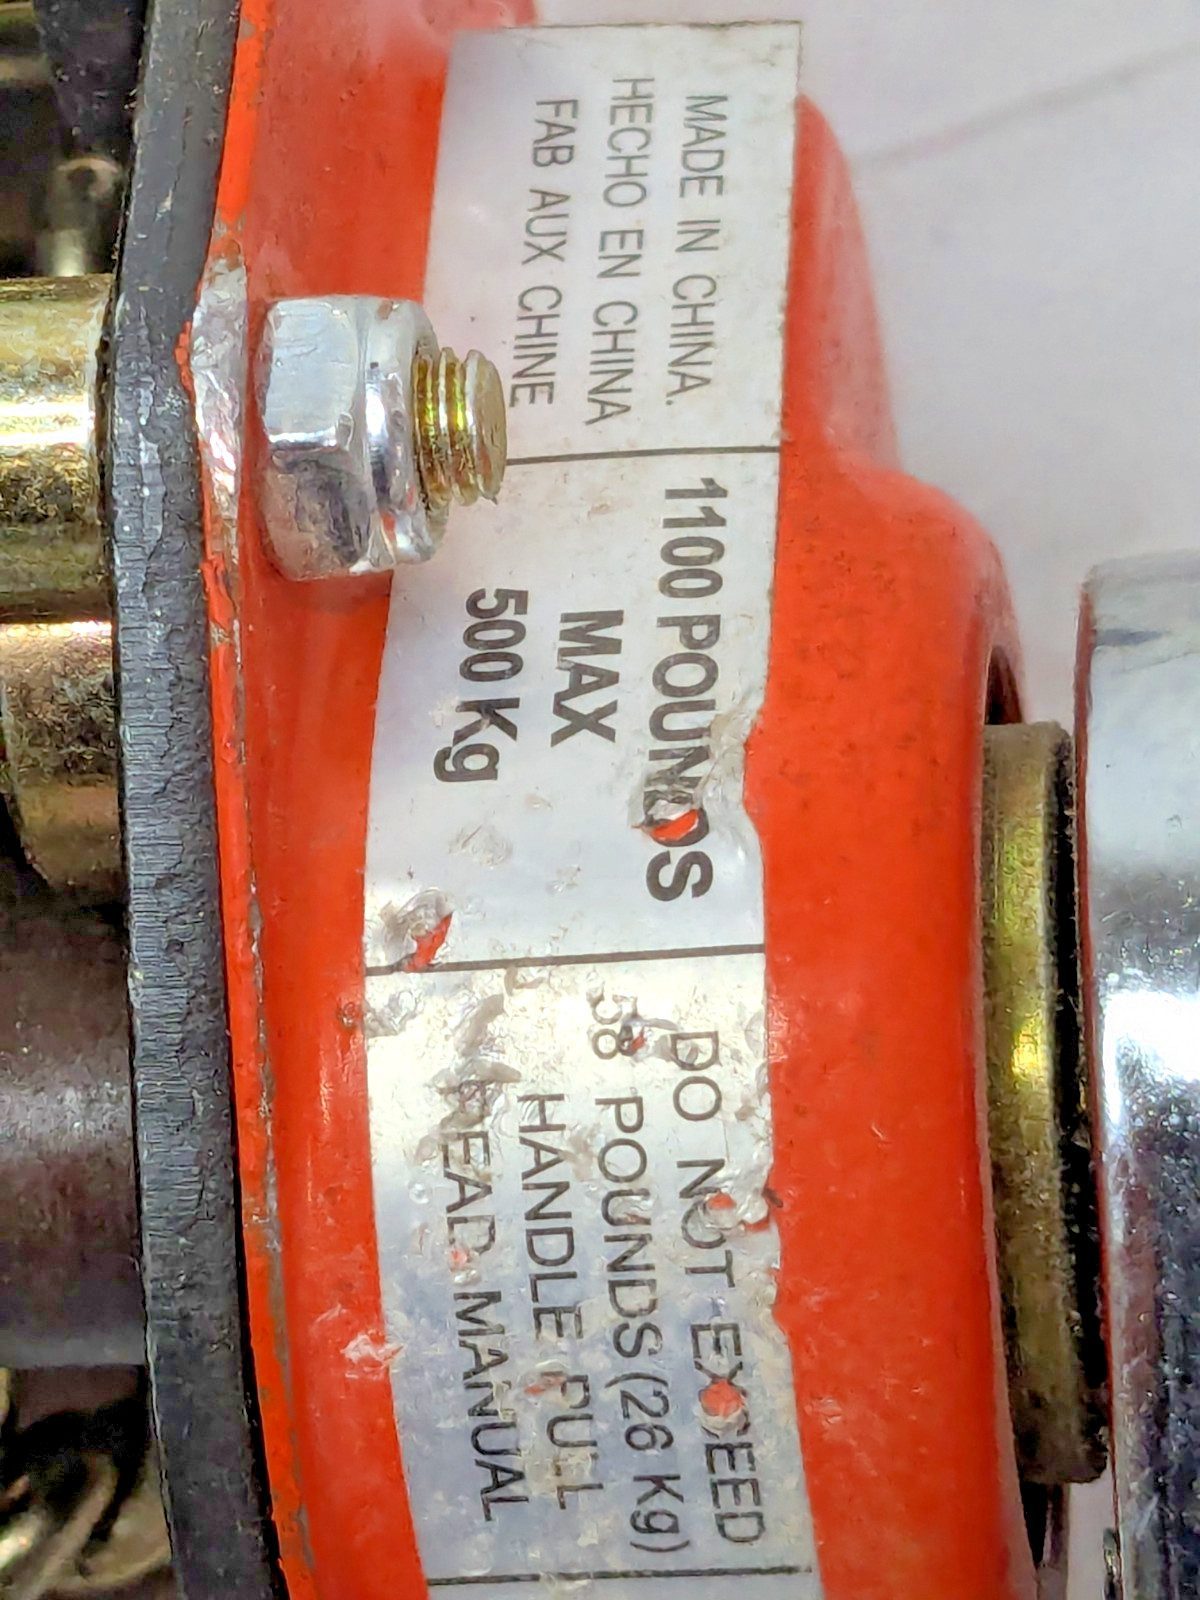 MADE IN CHINA.
HECHO EN CHINA
FAB AUX CHINE
1100 POUNDS
MAX
500 Kg
DO NOT EXCEED
58 POUNDS (26 Kg)
HANDLE PULL
READ MANUAL